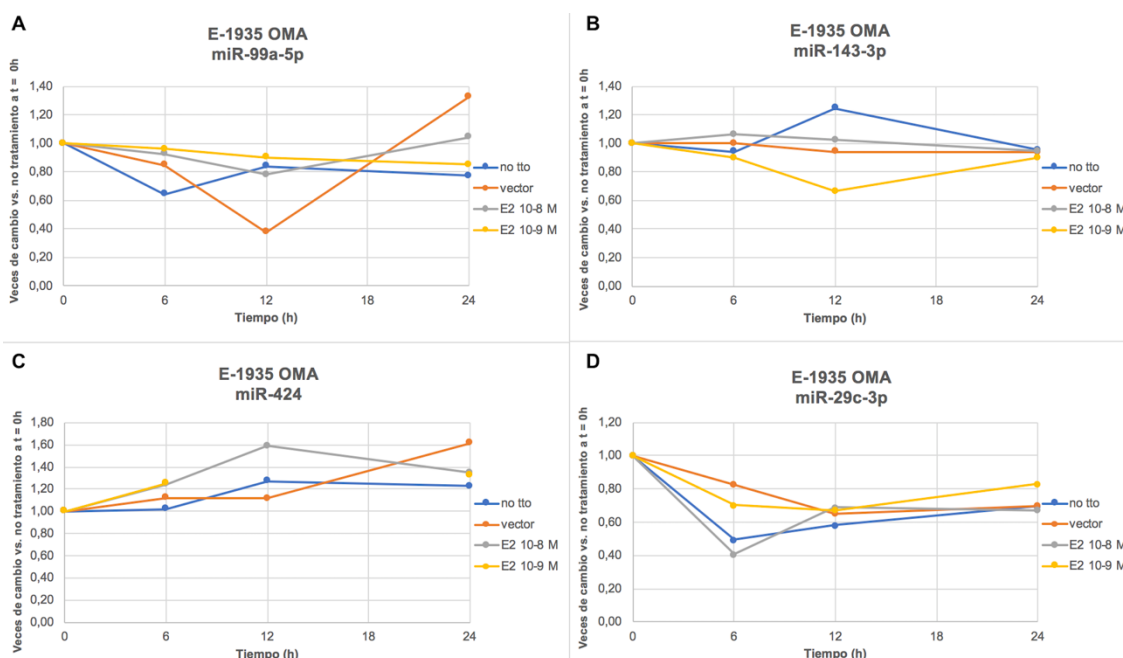 A
E-1935 OMA
miR-99a-5p
Veces de cambio vs. no tratamiento a t = 0h
1,40
1,20
1,00
0,80
0,60
0,40
0,20
0,00
0
6
12
18
24
Tiempo (h)
no tto
vector
E2 10-8 M
E2 10-9 M
B
E-1935 OMA
miR-143-3p
Veces de cambio vs. no tratamiento a t = 0h
1,40
1,20
1,00
0,80
0,60
0,40
0,20
0,00
0
6
12
18
24
Tiempo (h)
no tto
vector
E2 10-8 M
E2 10-9 M
C
E-1935 OMA
miR-424
Veces de cambio vs. no tratamiento a t = 0h
1,80
1,60
1,40
1,20
1,00
0,80
0,60
0,40
0,20
0,00
0
6
12
18
24
Tiempo (h)
no tto
vector
E2 10-8 M
E2 10-9 M
D
E-1935 OMA
miR-29c-3p
Veces de cambio vs. no tratamiento a t = 0h
1,20
1,00
0,80
0,60
0,40
0,20
0,00
0
6
12
18
24
Tiempo (h)
no tto
vector
E2 10-8 M
E2 10-9 M